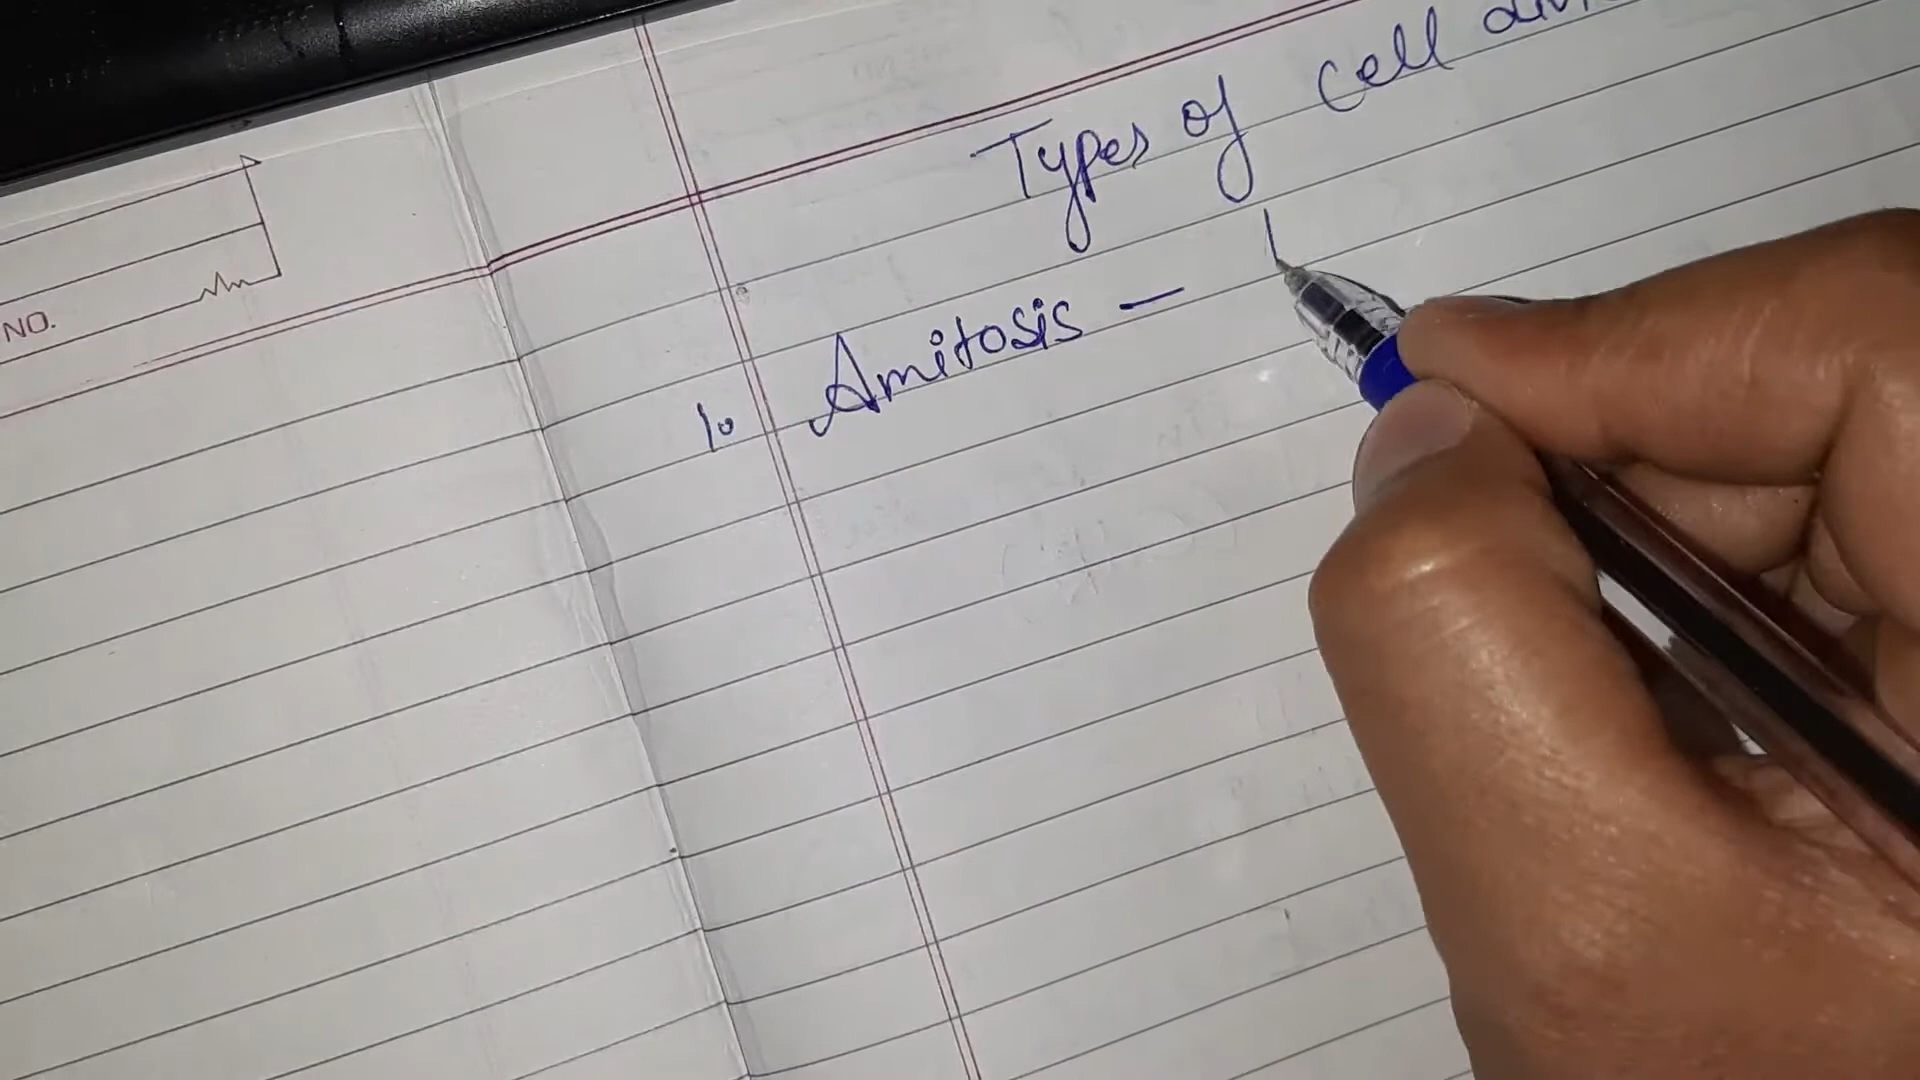 Types of cell
1. Amitosis —
NO.